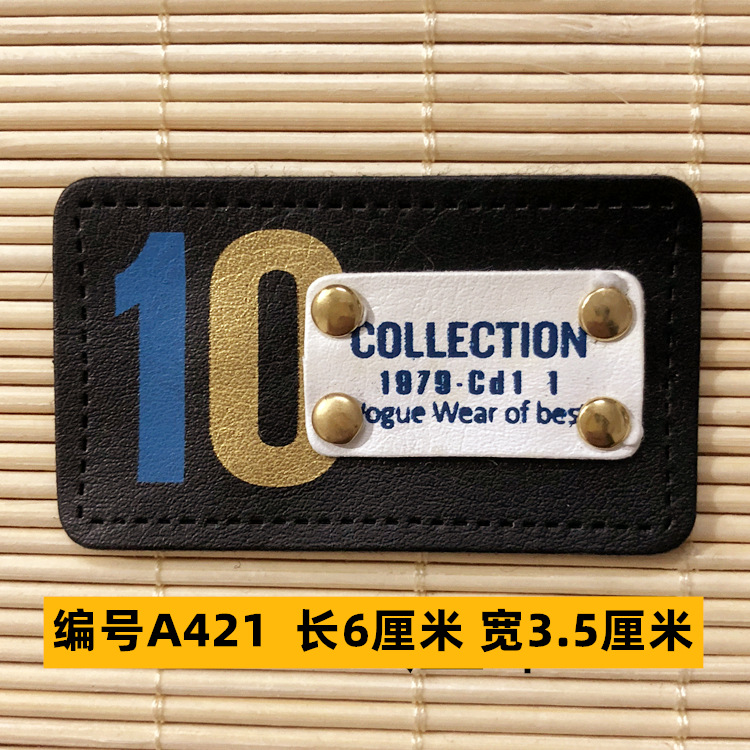 10
COLLECTION
1979-Cd1 1
Vogue Wear of best
编号A421 长6厘米 宽3.5厘米